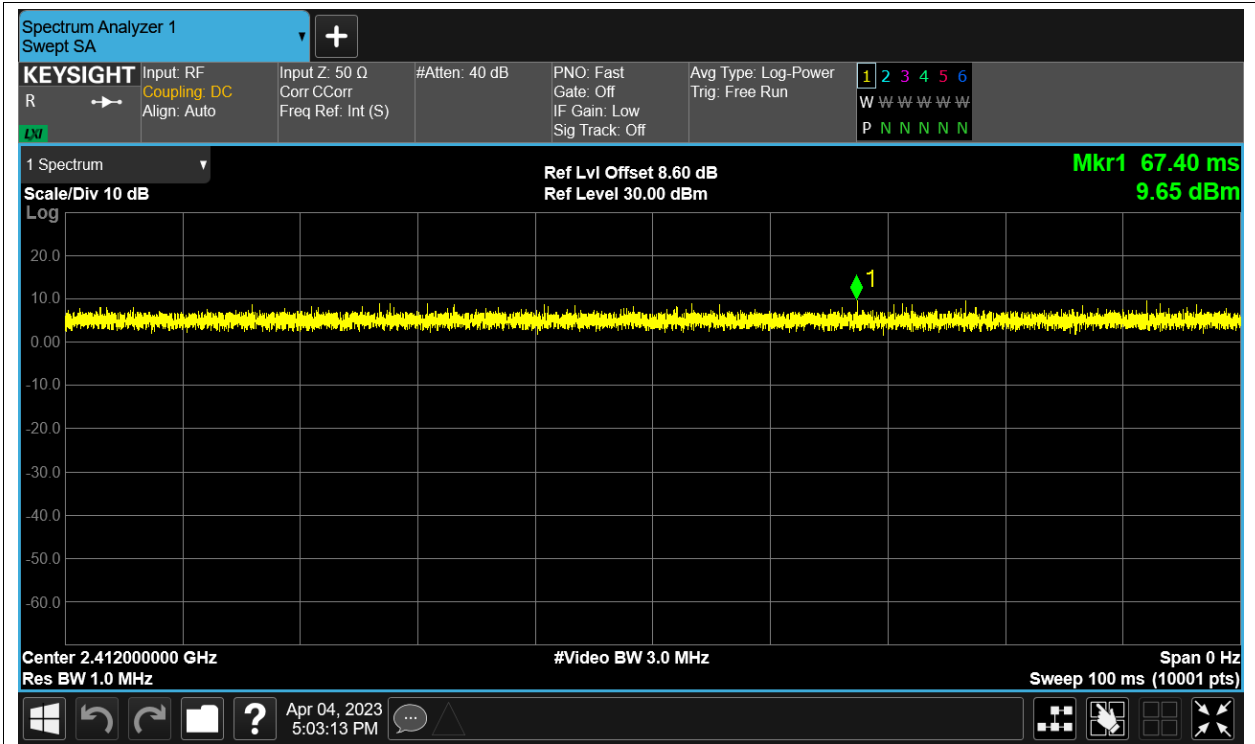 Spectrum Analyzer 1
Swept SA
KEYSIGHT
R
LXI
Input: RF
Coupling: DC
Align: Auto
Input Z: 50 Ω
Corr CCorr
Freq Ref: Int (S)
#Atten: 40 dB
PNO: Fast
Gate: Off
IF Gain: Low
Sig Track: Off
Avg Type: Log-Power
Trig: Free Run
1 2 3 4 5 6
W W W W W W
P N N N N N
1 Spectrum
Scale/Div 10 dB
Ref Lvl Offset 8.60 dB
Ref Level 30.00 dBm
Mkr1 67.40 ms
9.65 dBm
Log
20.0
10.0
0.00
-10.0
-20.0
-30.0
-40.0
-50.0
-60.0
1
Center 2.412000000 GHz
Res BW 1.0 MHz
#Video BW 3.0 MHz
Span 0 Hz
Sweep 100 ms (10001 pts)
?
Apr 04, 2023
5:03:13 PM